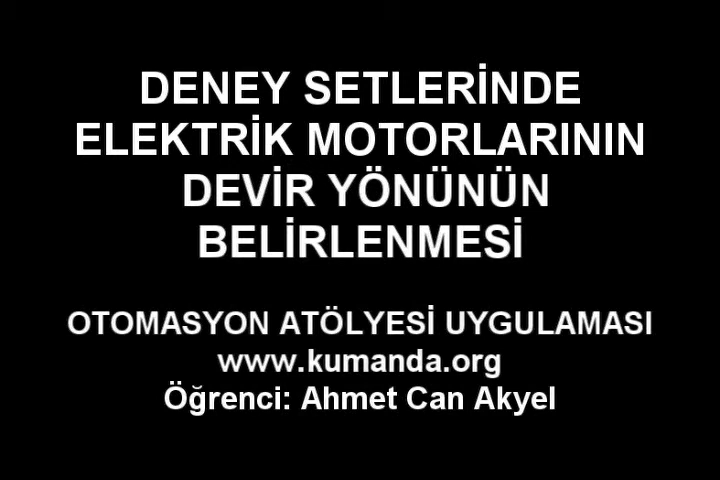 DENEY SETLERİNDE
ELEKTRİK MOTORLARININ
DEVİR YÖNÜNÜN
BELİRLENMESİ
OTOMASYON ATÖLYESİ UYGULAMASI
www.kumanda.org
Öğrenci: Ahmet Can Akyel